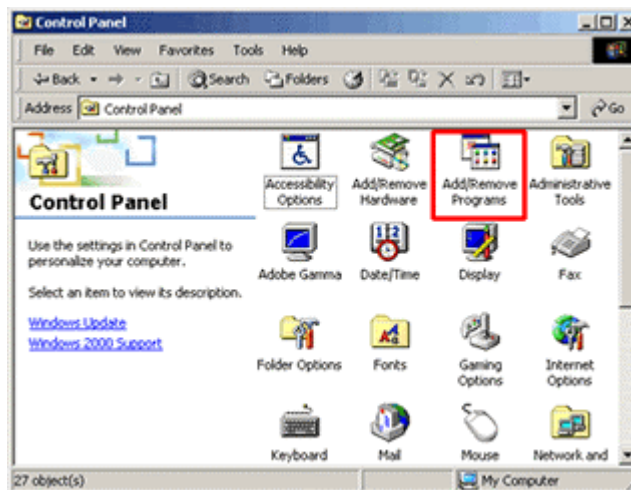 Control Panel
File Edit View Favorites Tools Help
Back Search Folders
Address Control Panel Go
Control Panel
Use the settings in Control Panel to
personalize your computer.
Select an item to view its description.
Windows Update
Windows 2000 Support
Accessibility
Options
Add/Remove
Hardware
Add/Remove
Programs
Administrative
Tools
Adobe Gamma
Date/Time
Display
Fax
Folder Options
Fonts
Gaming
Options
Internet
Options
Keyboard
Mail
Mouse
Network and
27 object(s)
My Computer